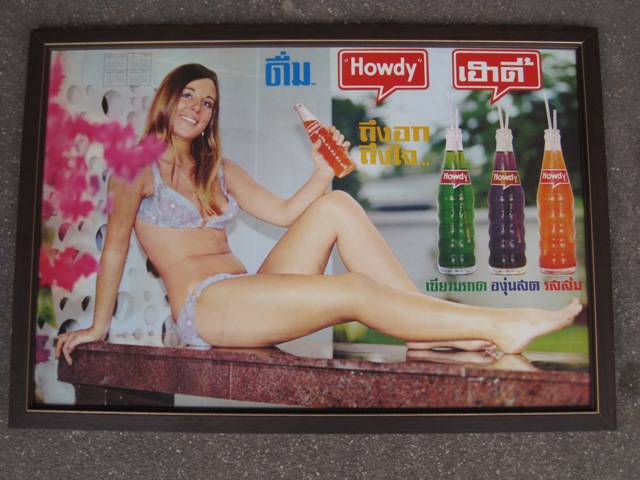 ดื่ม..
"Howdy"
เฮาดี้
ถึงอก
ถึงใจ...
Howdy
Howdy
Howdy
เขียวมรกต องุ่นสด รสส้ม